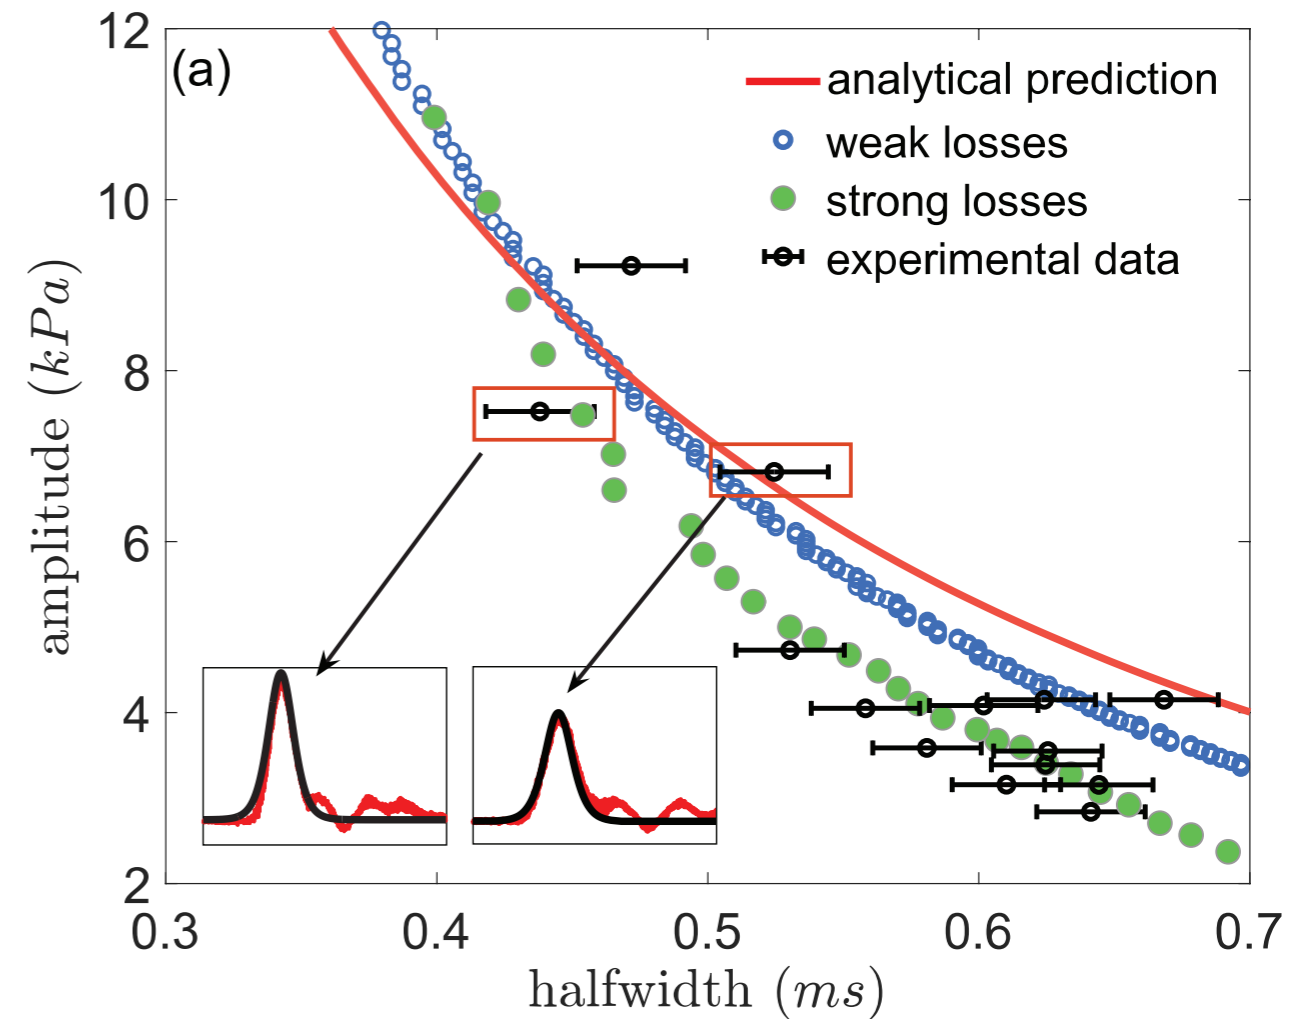 (a)
analytical prediction
weak losses
strong losses
experimental data
12
10
8
6
4
2
amplitude (kPa)
0.3 0.4 0.5 0.6 0.7
halfwidth (ms)